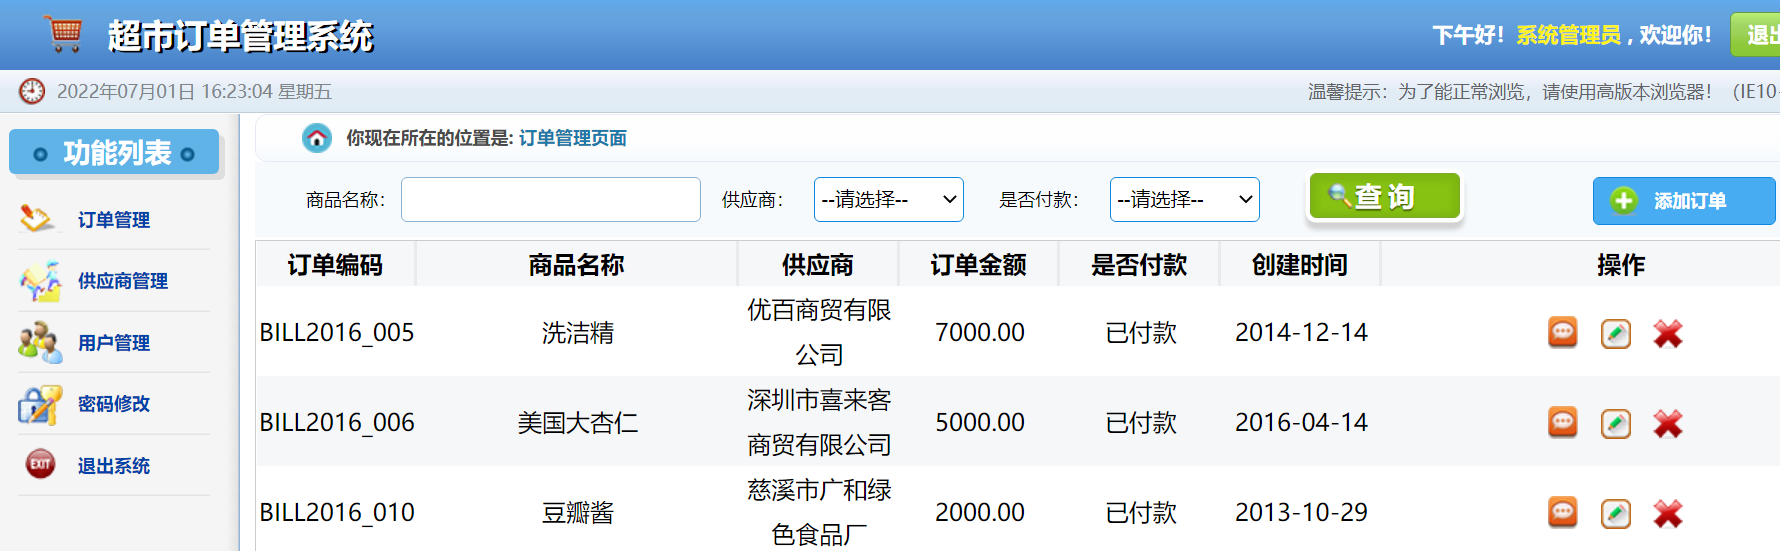 超市订单管理系统
下午好！系统管理员，欢迎你！ 退出
2022年07月01日 16:23:04 星期五
温馨提示：为了能正常浏览，请使用高版本浏览器！（IE10
功能列表
你现在所在的位置是: 订单管理页面
商品名称： 供应商： --请选择-- 是否付款： --请选择-- 查 询 添加订单
订单管理
供应商管理
用户管理
密码修改
EXIT 退出系统
订单编码 商品名称 供应商 订单金额 是否付款 创建时间 操作
BILL2016_005 洗洁精 优百商贸有限 7000.00 已付款 2014-12-14
公司
BILL2016_006 美国大杏仁 深圳市喜来客 5000.00 已付款 2016-04-14
商贸有限公司
BILL2016_010 豆瓣酱 慈溪市广和绿 2000.00 已付款 2013-10-29
色食品厂